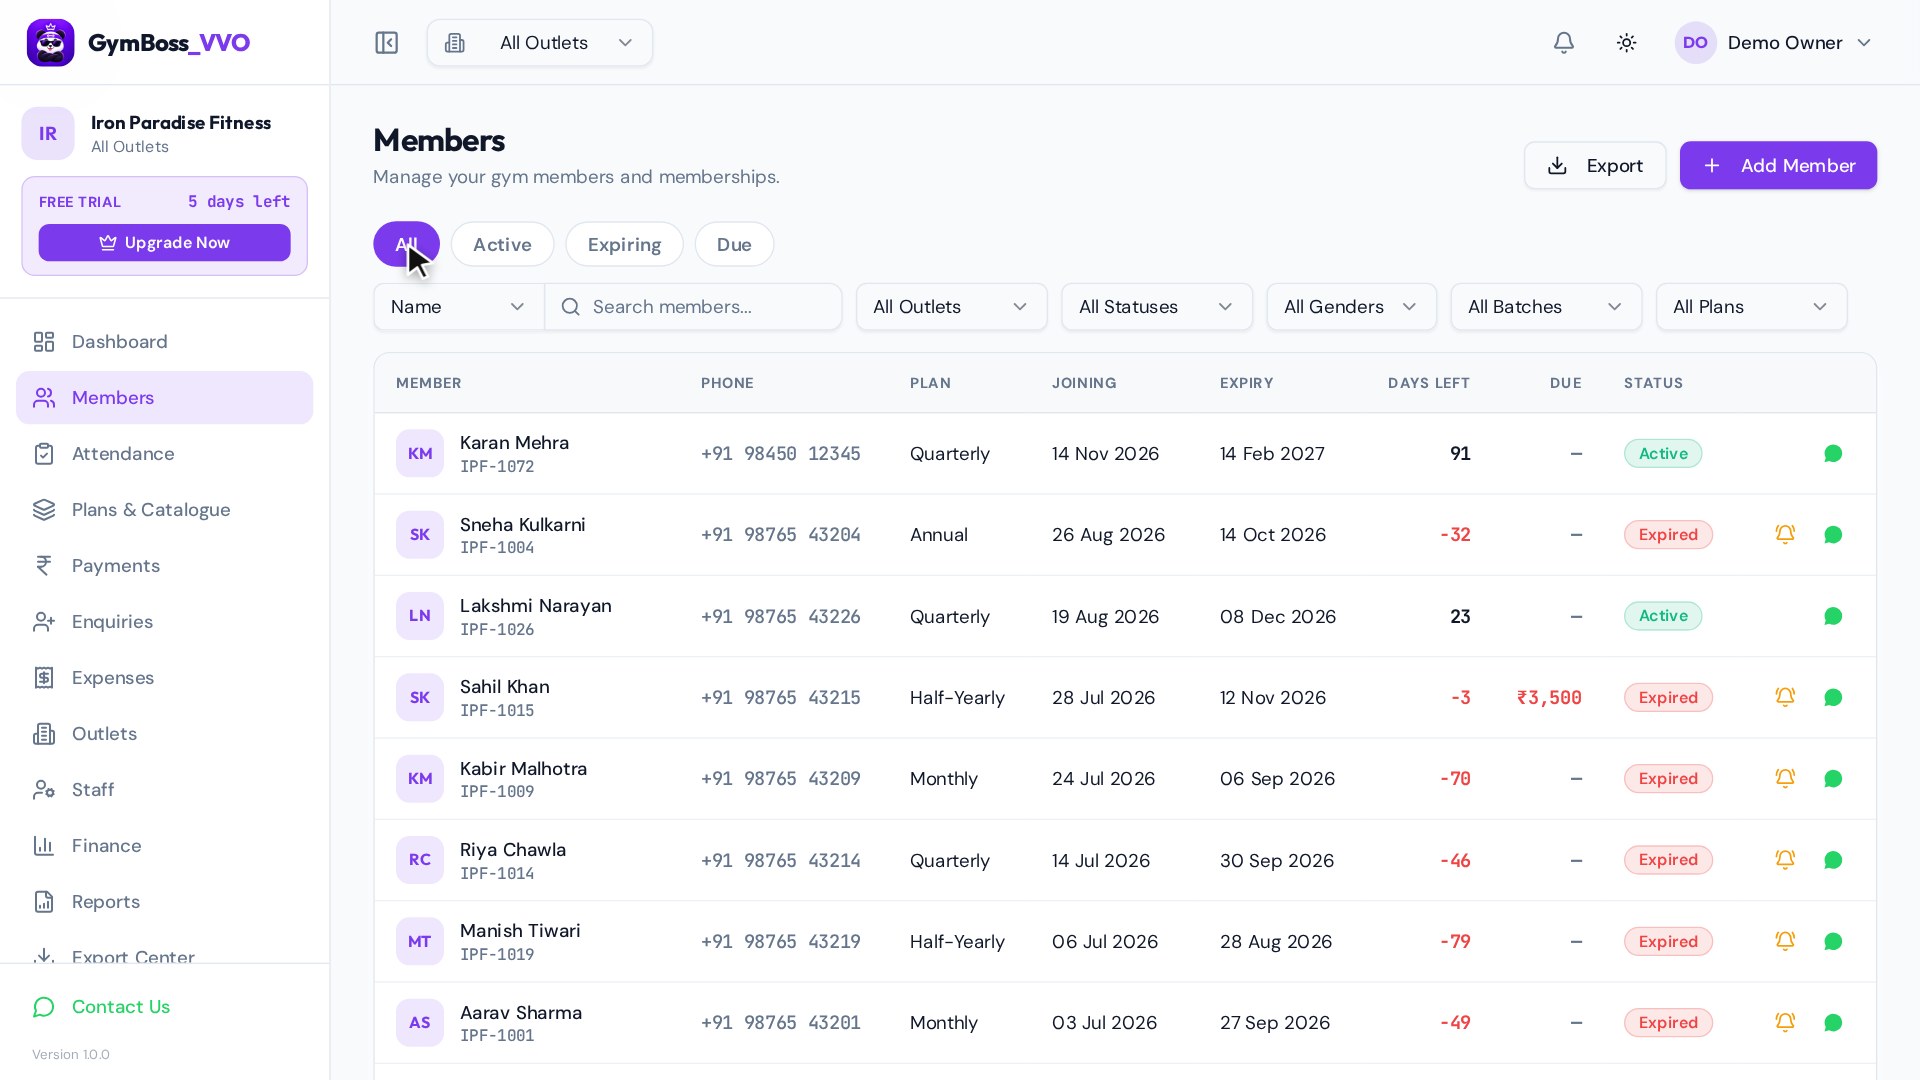 GymBoss_VVO
All Outlets
DO Demo Owner
IR Iron Paradise Fitness
All Outlets
FREE TRIAL 5 days left
Upgrade Now
Dashboard
Members
Attendance
Plans & Catalogue
Payments
Enquiries
Expenses
Outlets
Staff
Finance
Reports
Export Center
Contact Us
Version 1.0.0
Members
Manage your gym members and memberships.
Export
Add Member
All Active Expiring Due
Name Search members... All Outlets All Statuses All Genders All Batches All Plans
MEMBER PHONE PLAN JOINING EXPIRY DAYS LEFT DUE STATUS
KM Karan Mehra +91 98450 12345 Quarterly 14 Nov 2026 14 Feb 2027 91 – Active
IPF-1072
SK Sneha Kulkarni +91 98765 43204 Annual 26 Aug 2026 14 Oct 2026 -32 – Expired
IPF-1004
LN Lakshmi Narayan +91 98765 43226 Quarterly 19 Aug 2026 08 Dec 2026 23 – Active
IPF-1026
SK Sahil Khan +91 98765 43215 Half-Yearly 28 Jul 2026 12 Nov 2026 -3 ₹3,500 Expired
IPF-1015
KM Kabir Malhotra +91 98765 43209 Monthly 24 Jul 2026 06 Sep 2026 -70 – Expired
IPF-1009
RC Riya Chawla +91 98765 43214 Quarterly 14 Jul 2026 30 Sep 2026 -46 – Expired
IPF-1014
MT Manish Tiwari +91 98765 43219 Half-Yearly 06 Jul 2026 28 Aug 2026 -79 – Expired
IPF-1019
AS Aarav Sharma +91 98765 43201 Monthly 03 Jul 2026 27 Sep 2026 -49 – Expired
IPF-1001